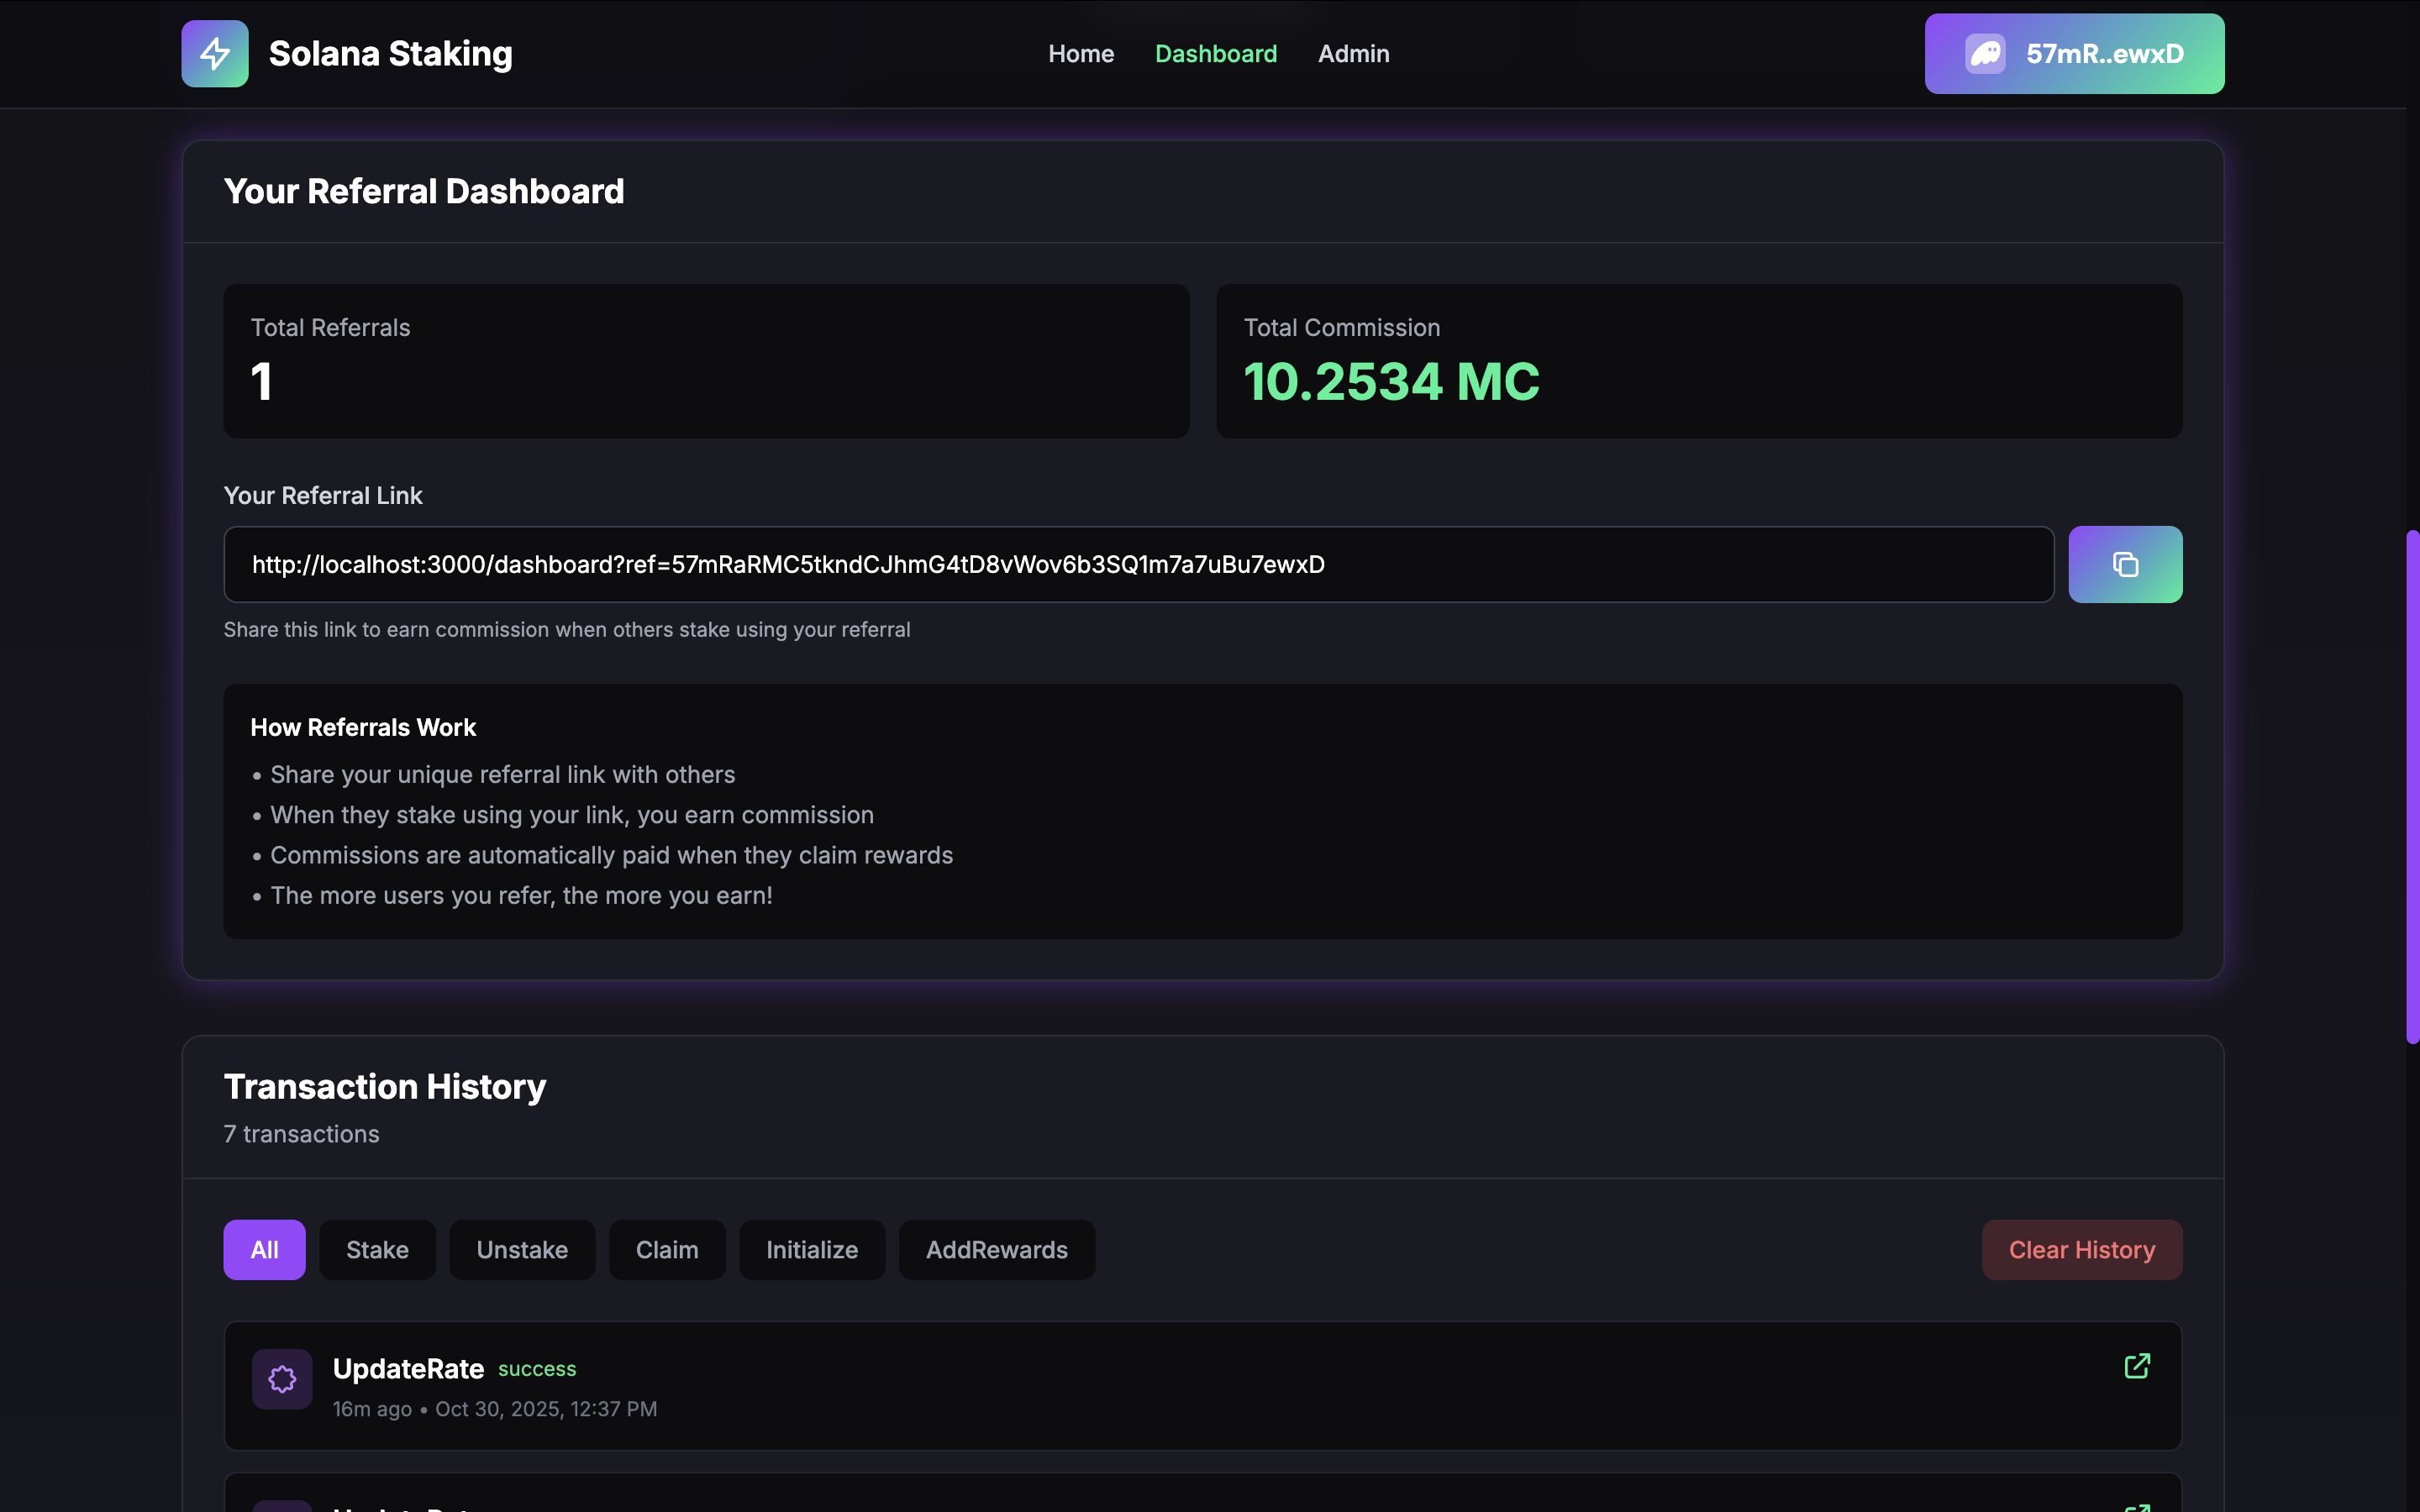 Solana Staking
Home
Dashboard
Admin
57mR..ewxD
Your Referral Dashboard
Total Referrals
1
Total Commission
10.2534 MC
Your Referral Link
http://localhost:3000/dashboard?ref=57mRaRMC5tkndCJhmG4tD8vWov6b3SQ1m7a7uBu7ewxD
Share this link to earn commission when others stake using your referral
How Referrals Work
• Share your unique referral link with others
• When they stake using your link, you earn commission
• Commissions are automatically paid when they claim rewards
• The more users you refer, the more you earn!
Transaction History
7 transactions
All
Stake
Unstake
Claim
Initialize
AddRewards
Clear History
UpdateRate success
16m ago • Oct 30, 2025, 12:37 PM